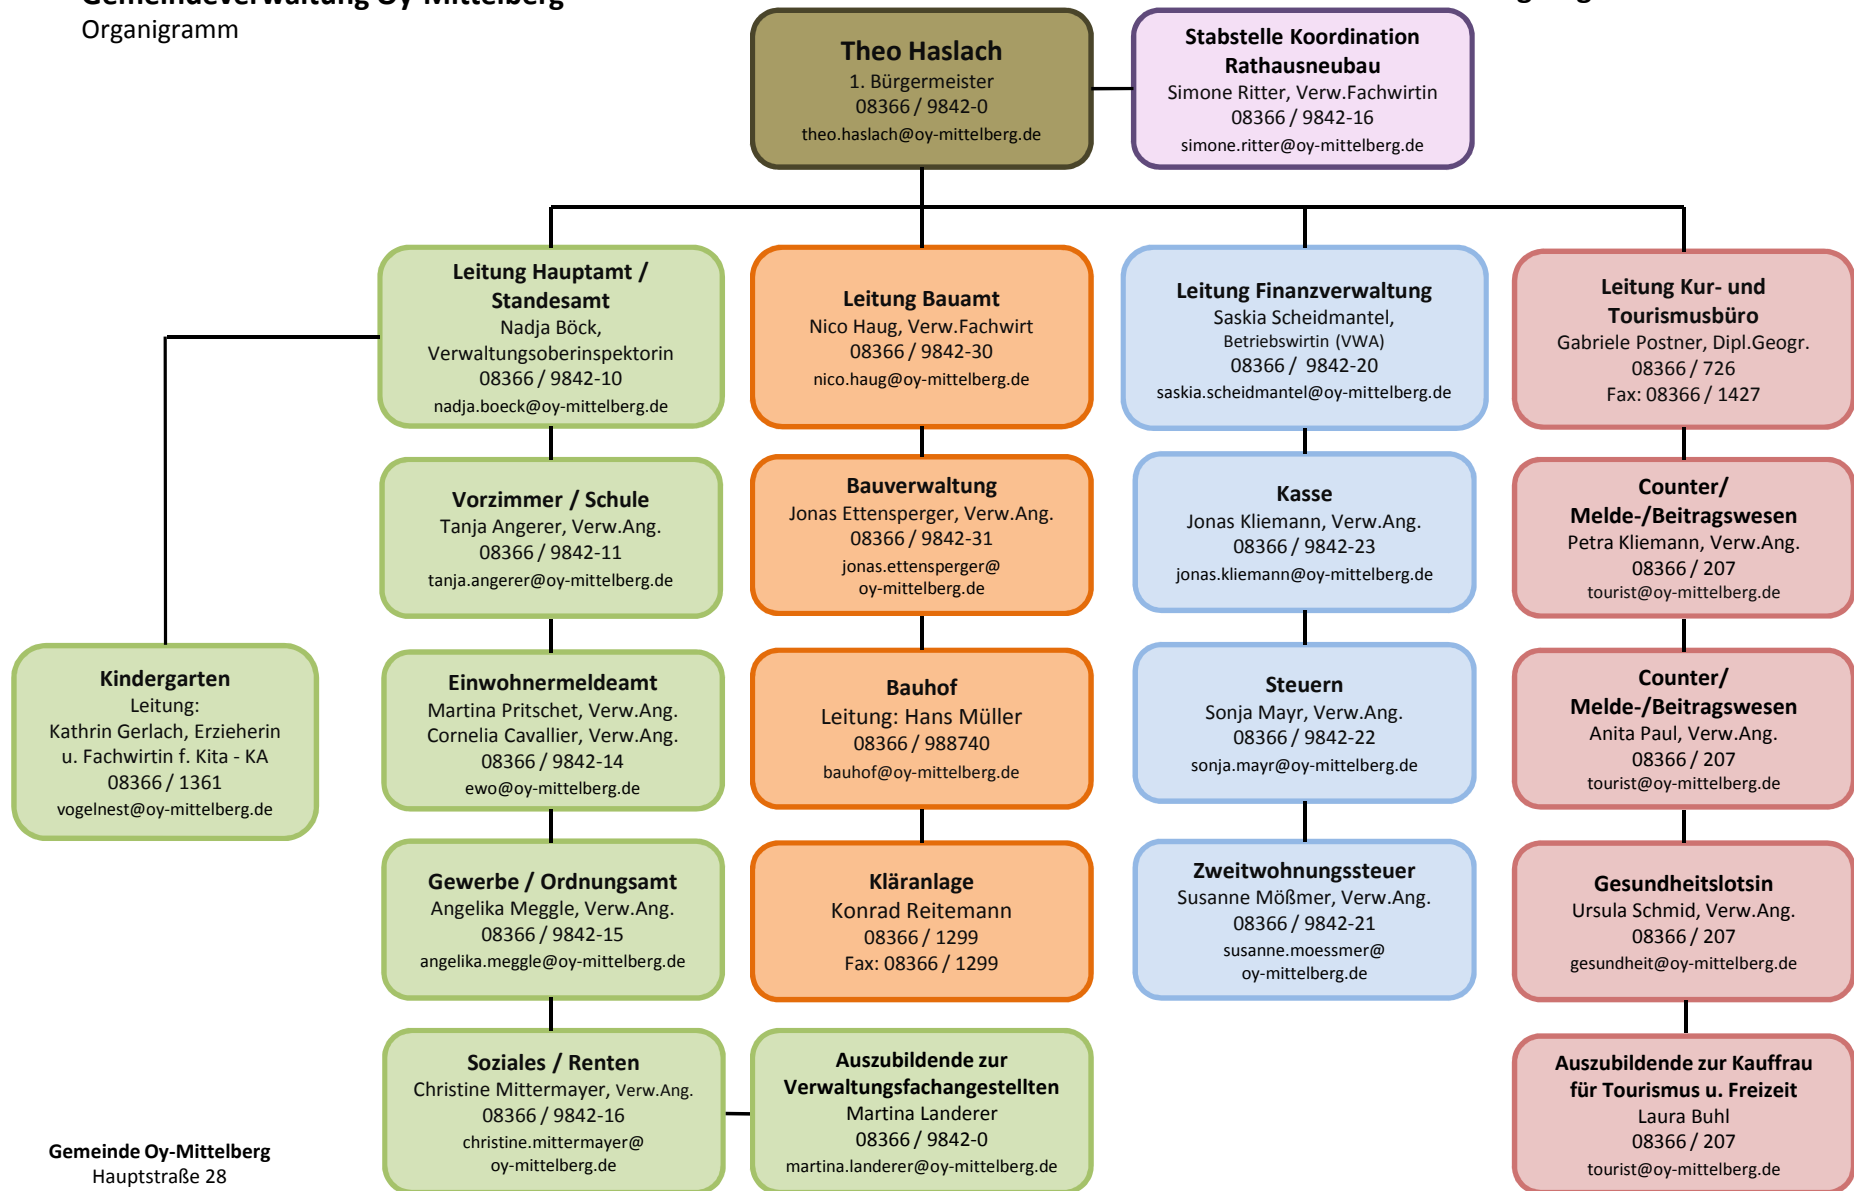 Gemeindeverwaltung Oy-Mittelberg
Organigramm
Theo Haslach
1. Bürgermeister
08366 / 9842-0
theo.haslach@oy-mittelberg.de
Stabstelle Koordination
Rathausneubau
Simone Ritter, Verw.Fachwirtin
08366 / 9842-16
simone.ritter@oy-mittelberg.de
Leitung Hauptamt /
Standesamt
Nadja Böck,
Verwaltungsoberinspektorin
08366 / 9842-10
nadja.boeck@oy-mittelberg.de
Leitung Bauamt
Nico Haug, Verw.Fachwirt
08366 / 9842-30
nico.haug@oy-mittelberg.de
Leitung Finanzverwaltung
Saskia Scheidmantel,
Betriebswirtin (VWA)
08366 / 9842-20
saskia.scheidmantel@oy-mittelberg.de
Leitung Kur- und
Tourismusbüro
Gabriele Postner, Dipl.Geogr.
08366 / 726
Fax: 08366 / 1427
Vorzimmer / Schule
Tanja Angerer, Verw.Ang.
08366 / 9842-11
tanja.angerer@oy-mittelberg.de
Bauverwaltung
Jonas Ettensperger, Verw.Ang.
08366 / 9842-31
jonas.ettensperger@
oy-mittelberg.de
Kasse
Jonas Kliemann, Verw.Ang.
08366 / 9842-23
jonas.kliemann@oy-mittelberg.de
Counter/
Melde-/Beitragswesen
Petra Kliemann, Verw.Ang.
08366 / 207
tourist@oy-mittelberg.de
Kindergarten
Leitung:
Kathrin Gerlach, Erzieherin
u. Fachwirtin f. Kita - KA
08366 / 1361
vogelnest@oy-mittelberg.de
Einwohnermeldeamt
Martina Pritschet, Verw.Ang.
Cornelia Cavallier, Verw.Ang.
08366 / 9842-14
ewo@oy-mittelberg.de
Bauhof
Leitung: Hans Müller
08366 / 988740
bauhof@oy-mittelberg.de
Steuern
Sonja Mayr, Verw.Ang.
08366 / 9842-22
sonja.mayr@oy-mittelberg.de
Counter/
Melde-/Beitragswesen
Anita Paul, Verw.Ang.
08366 / 207
tourist@oy-mittelberg.de
Gewerbe / Ordnungsamt
Angelika Meggle, Verw.Ang.
08366 / 9842-15
angelika.meggle@oy-mittelberg.de
Kläranlage
Konrad Reitemann
08366 / 1299
Fax: 08366 / 1299
Zweitwohnungssteuer
Susanne Mößmer, Verw.Ang.
08366 / 9842-21
susanne.moessmer@
oy-mittelberg.de
Gesundheitslotsin
Ursula Schmid, Verw.Ang.
08366 / 207
gesundheit@oy-mittelberg.de
Soziales / Renten
Christine Mittermayer, Verw.Ang.
08366 / 9842-16
christine.mittermayer@
oy-mittelberg.de
Auszubildende zur
Verwaltungsfachangestellten
Martina Landerer
08366 / 9842-0
martina.landerer@oy-mittelberg.de
Auszubildende zur Kauffrau
für Tourismus u. Freizeit
Laura Buhl
08366 / 207
tourist@oy-mittelberg.de
Gemeinde Oy-Mittelberg
Hauptstraße 28